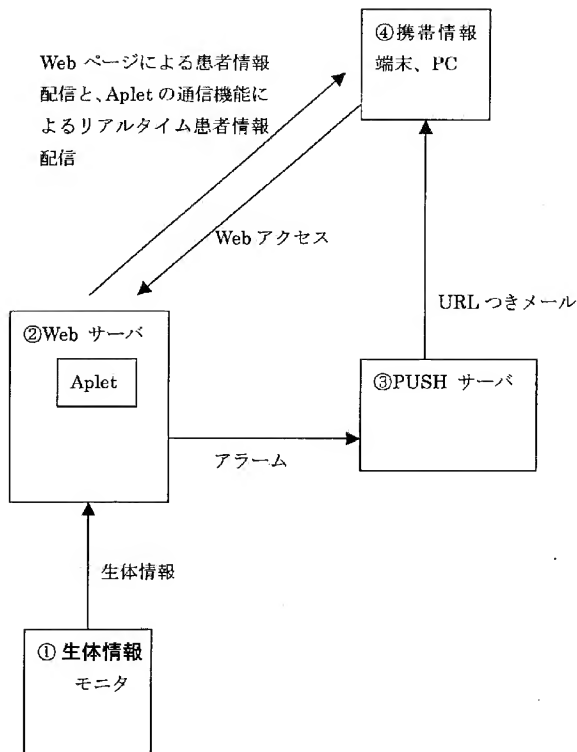 ④携帯情報
端末、PC
Web ページによる患者情報
配信と、Aplet の通信機能に
よるリアルタイム患者情報
配信
Web アクセス
URL つきメール
②Web サーバ
Aplet
③PUSH サーバ
アラーム
生体情報
① 生体情報
モニタ